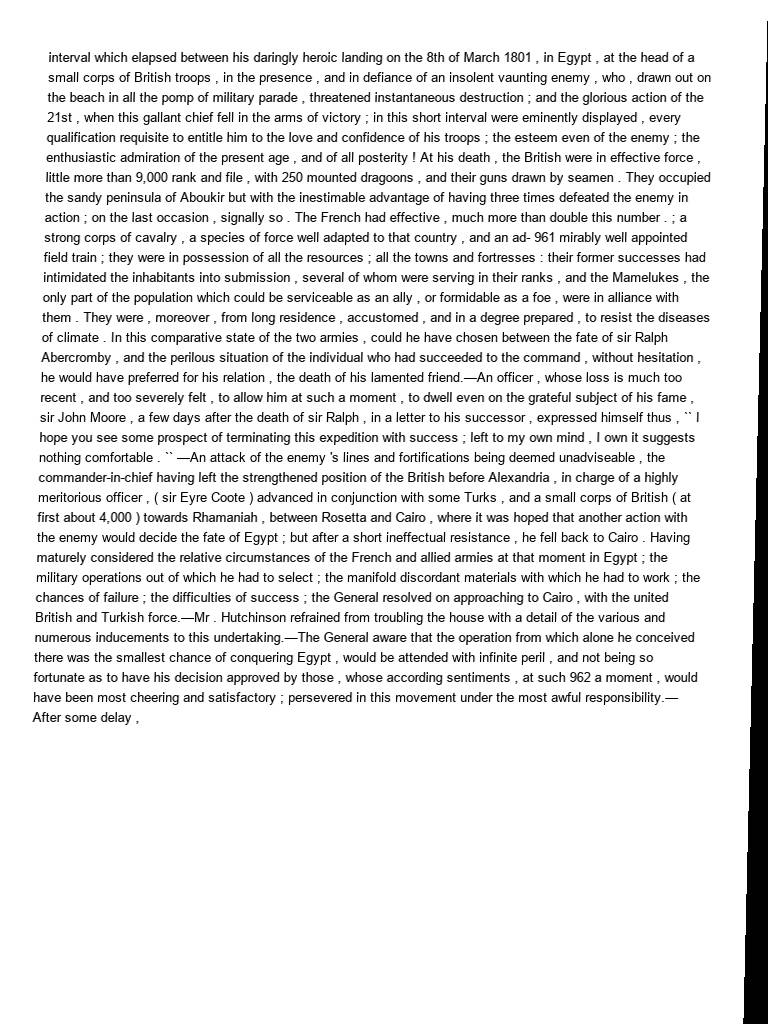 interval which elapsed between his daringly heroic landing on the 8th of March 1801 , in Egypt , at the head of a
small corps of British troops , in the presence , and in defiance of an insolent vaunting enemy , who , drawn out on
the beach in all the pomp of military parade , threatened instantaneous destruction ; and the glorious action of the
21st , when this gallant chief fell in the arms of victory ; in this short interval were eminently displayed , every
qualification requisite to entitle him to the love and confidence of his troops ; the esteem even of the enemy ; the
enthusiastic admiration of the present age , and of all posterity ! At his death , the British were in effective force ,
little more than 9,000 rank and file , with 250 mounted dragoons , and their guns drawn by seamen . They occupied
the sandy peninsula of Aboukir but with the inestimable advantage of having three times defeated the enemy in
action ; on the last occasion , signally so . The French had effective , much more than double this number . ; a
strong corps of cavalry , a species of force well adapted to that country , and an ad- 961 mirably well appointed
field train ; they were in possession of all the resources ; all the towns and fortresses : their former successes had
intimidated the inhabitants into submission , several of whom were serving in their ranks , and the Mamelukes , the
only part of the population which could be serviceable as an ally , or formidable as a foe , were in alliance with
them . They were , moreover , from long residence , accustomed , and in a degree prepared , to resist the diseases
of climate . In this comparative state of the two armies , could he have chosen between the fate of sir Ralph
Abercromby , and the perilous situation of the individual who had succeeded to the command , without hesitation ,
he would have preferred for his relation , the death of his lamented friend.—An officer , whose loss is much too
recent , and too severely felt , to allow him at such a moment , to dwell even on the grateful subject of his fame ,
sir John Moore , a few days after the death of sir Ralph , in a letter to his successor , expressed himself thus , `` I
hope you see some prospect of terminating this expedition with success ; left to my own mind , I own it suggests
nothing comfortable . `` —An attack of the enemy 's lines and fortifications being deemed unadviseable , the
commander-in-chief having left the strengthened position of the British before Alexandria , in charge of a highly
meritorious officer , ( sir Eyre Coote ) advanced in conjunction with some Turks , and a small corps of British ( at
first about 4,000 ) towards Rhamaniah , between Rosetta and Cairo , where it was hoped that another action with
the enemy would decide the fate of Egypt ; but after a short ineffectual resistance , he fell back to Cairo . Having
maturely considered the relative circumstances of the French and allied armies at that moment in Egypt ; the
military operations out of which he had to select ; the manifold discordant materials with which he had to work ; the
chances of failure ; the difficulties of success ; the General resolved on approaching to Cairo , with the united
British and Turkish force.—Mr . Hutchinson refrained from troubling the house with a detail of the various and
numerous inducements to this undertaking.—The General aware that the operation from which alone he conceived
there was the smallest chance of conquering Egypt , would be attended with infinite peril , and not being so
fortunate as to have his decision approved by those , whose according sentiments , at such 962 a moment , would
have been most cheering and satisfactory ; persevered in this movement under the most awful responsibility.—
After some delay ,